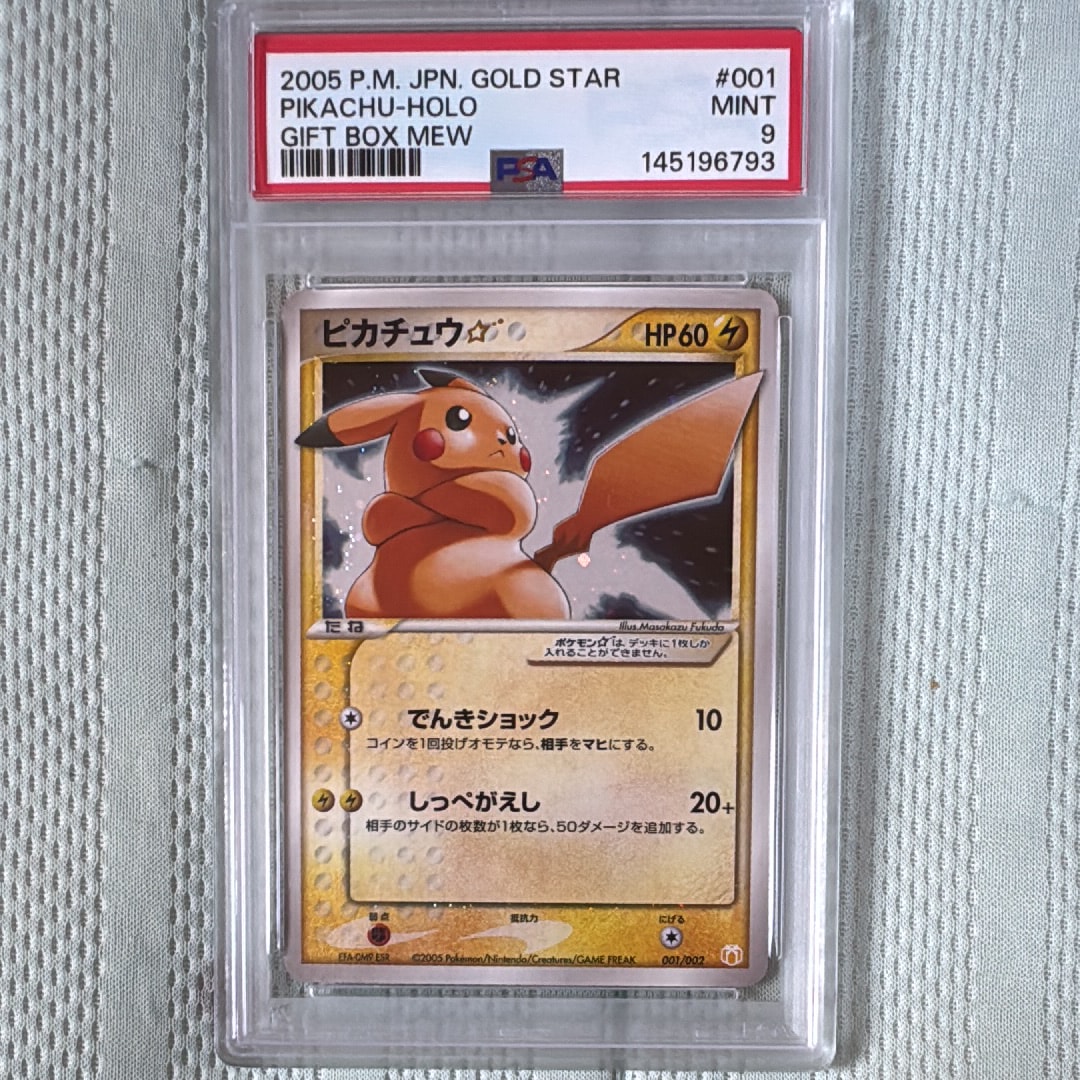 2005 P.M. JPN. GOLD STAR #001
PIKACHU-HOLO MINT
GIFT BOX MEW 9
PSA 145196793
ピカチュウ☆ HP60
たね
Illus.Masakazu Fukuda
ポケモン☆は、デッキに1枚しか
入れることができません。
でんきショック 10
コインを1回投げオモテなら、相手をマヒにする。
しっぺがえし 20+
相手のサイドの枚数が1枚なら、50ダメージを追加する。
弱点 抵抗力 にげる
©2005 Pokémon/Nintendo/Creatures/GAME FREAK 001/002